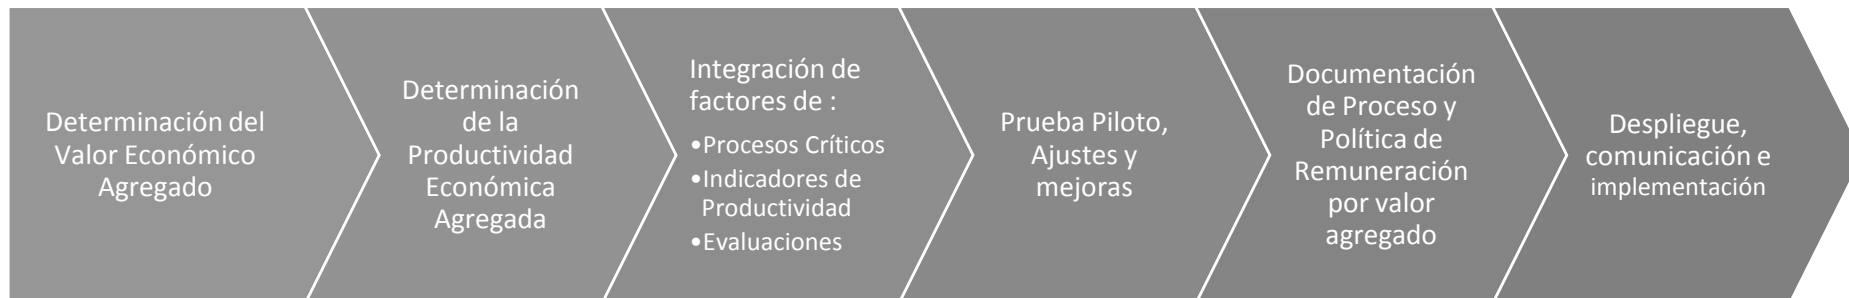 Determinación del
Valor Económico
Agregado
Determinación
de la
Productividad
Económica
Agregada
Integración de
factores de :
•Procesos Críticos
•Indicadores de
Productividad
•Evaluaciones
Prueba Piloto,
Ajustes y
mejoras
Documentación
de Proceso y
Política de
Remuneración
por valor
agregado
Despliegue,
comunicación e
implementación